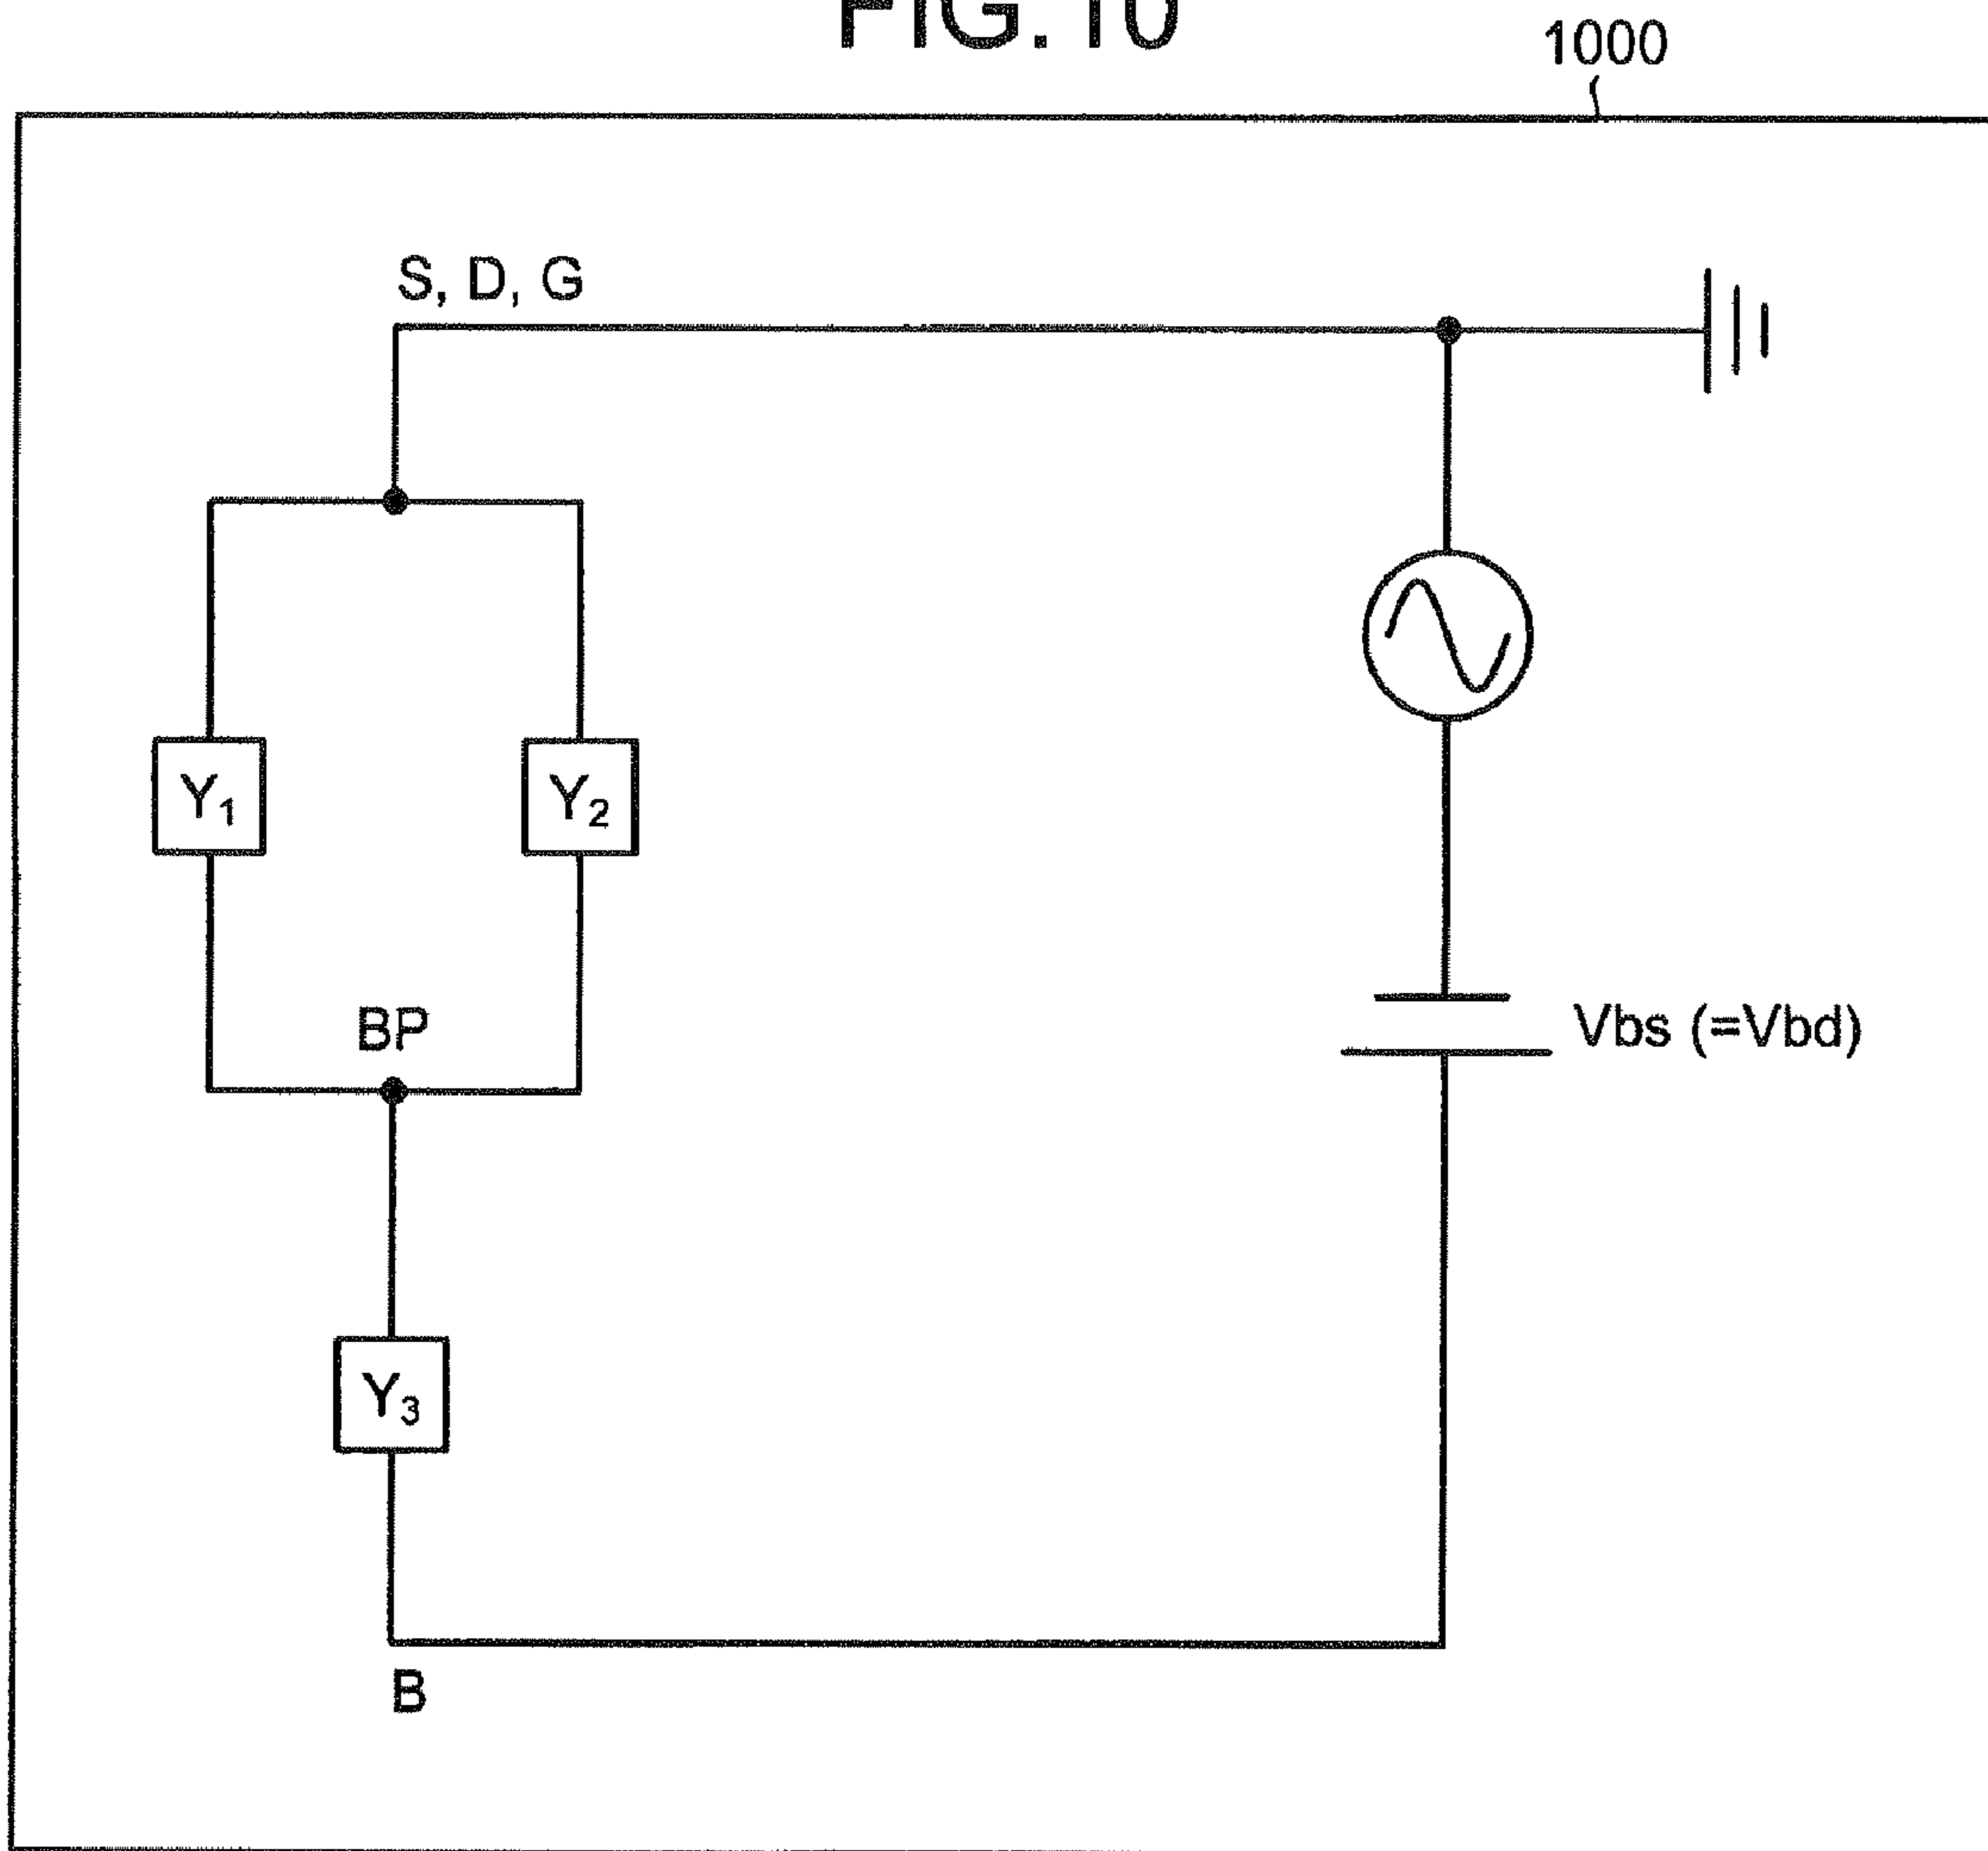 FIG. 10
1000
S, D, G
Y₁
Y₂
BP
Vbs (=Vbd)
Y₃
B